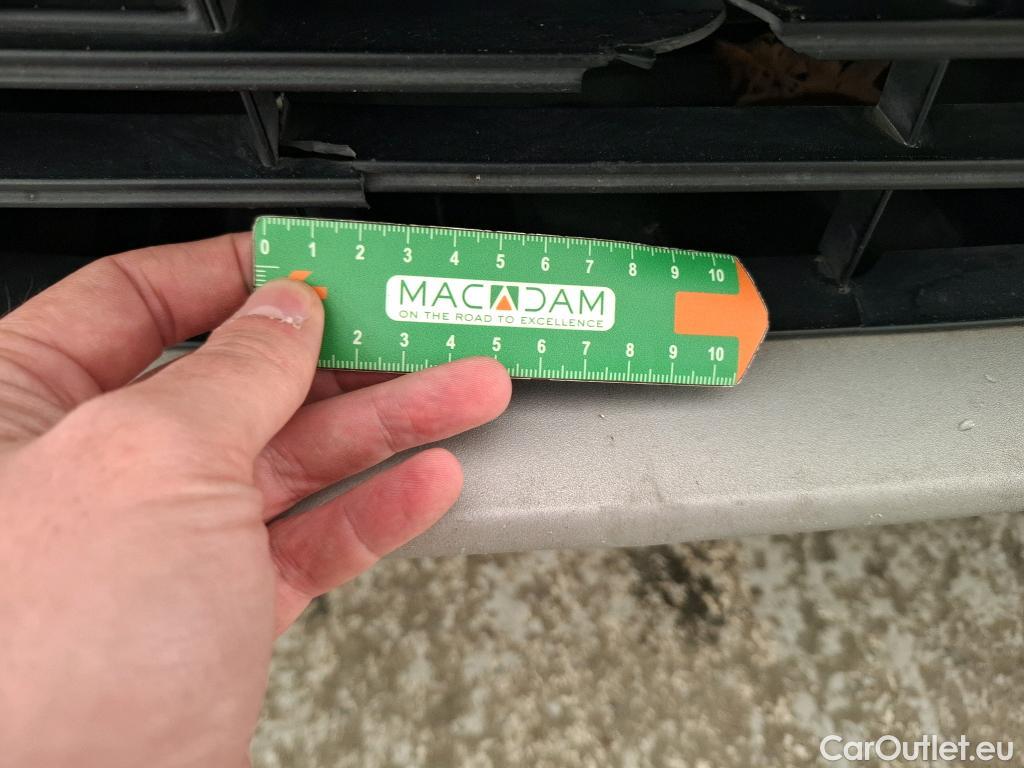 0 1 2 3 4 5 6 7 8 9 10
MACADAM
ON THE ROAD TO EXCELLENCE
2 3 4 5 6 7 8 9 10
CarOutlet.eu